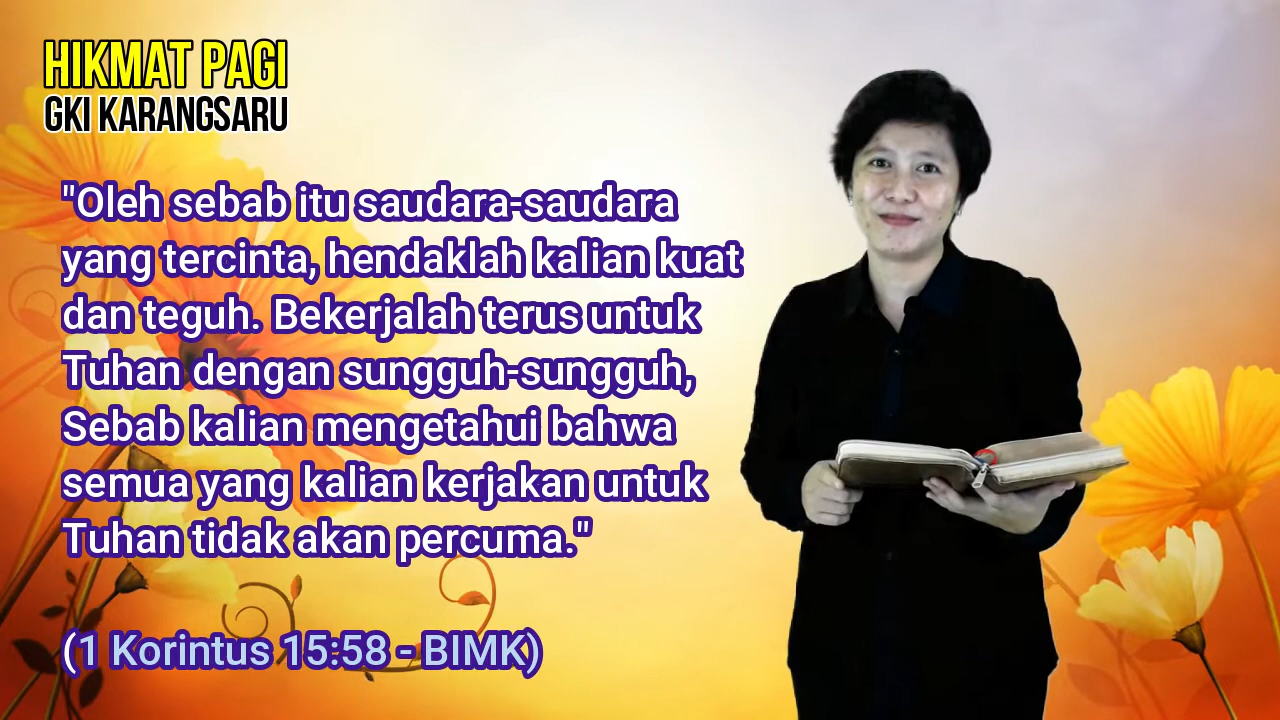 HIKMAT PAGI
GKI KARANGSARU
"Oleh sebab itu saudara-saudara
yang tercinta, hendaklah kalian kuat
dan teguh. Bekerjalah terus untuk
Tuhan dengan sungguh-sungguh,
Sebab kalian mengetahui bahwa
semua yang kalian kerjakan untuk
Tuhan tidak akan percuma."
(1 Korintus 15:58 - BIMK)